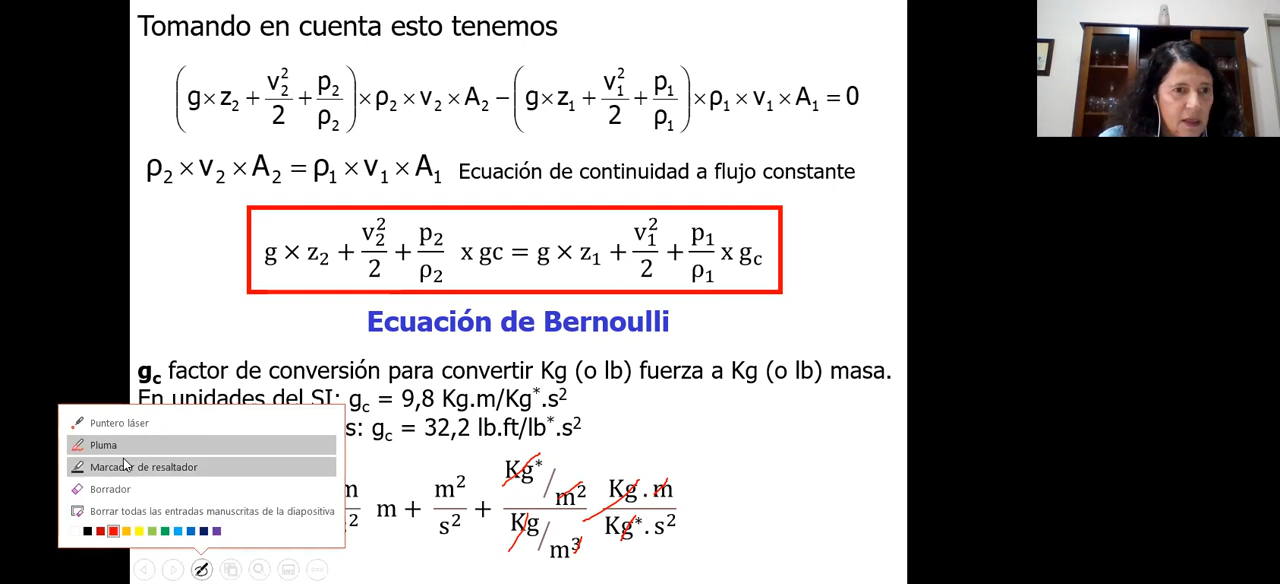 Tomando en cuenta esto tenemos
(g×z₂ + v₂²/2 + p₂/ρ₂) × ρ₂ × v₂ × A₂ − (g×z₁ + v₁²/2 + p₁/ρ₁) × ρ₁ × v₁ × A₁ = 0
ρ₂ × v₂ × A₂ = ρ₁ × v₁ × A₁ Ecuación de continuidad a flujo constante
g × z₂ + v₂²/2 + p₂/ρ₂ x gc = g × z₁ + v₁²/2 + p₁/ρ₁ x g_c
Ecuación de Bernoulli
g_c factor de conversión para convertir Kg (o lb) fuerza a Kg (o lb) masa.
En unidades del SI: g_c = 9,8 Kg.m/Kg*.s²
s: g_c = 32,2 lb.ft/lb*.s²
Puntero láser
Pluma
Marcador de resaltador
Borrador
Borrar todas las entradas manuscritas de la diapositiva
m/s² m + m²/s² + (Kg*/m²)/(Kg/m³) Kg.m/Kg*.s²